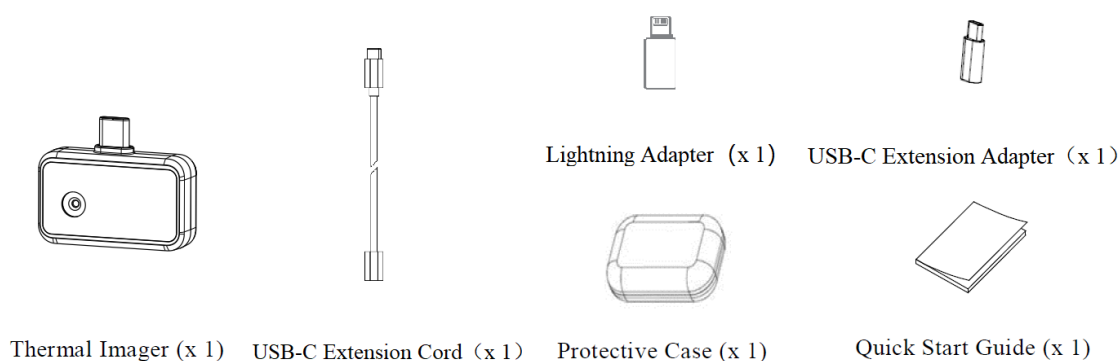 Lightning Adapter (x 1)
USB-C Extension Adapter（x 1）
Thermal Imager (x 1)
USB-C Extension Cord（x 1）
Protective Case (x 1)
Quick Start Guide (x 1)